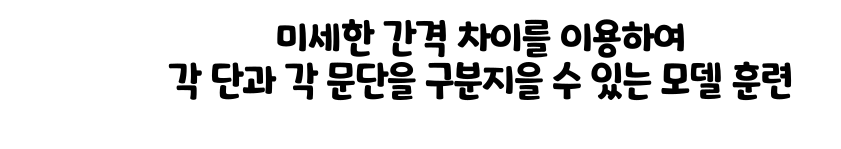 미세한 간격 차이를 이용하여
각 단과 각 문단을 구분지을 수 있는 모델 훈련